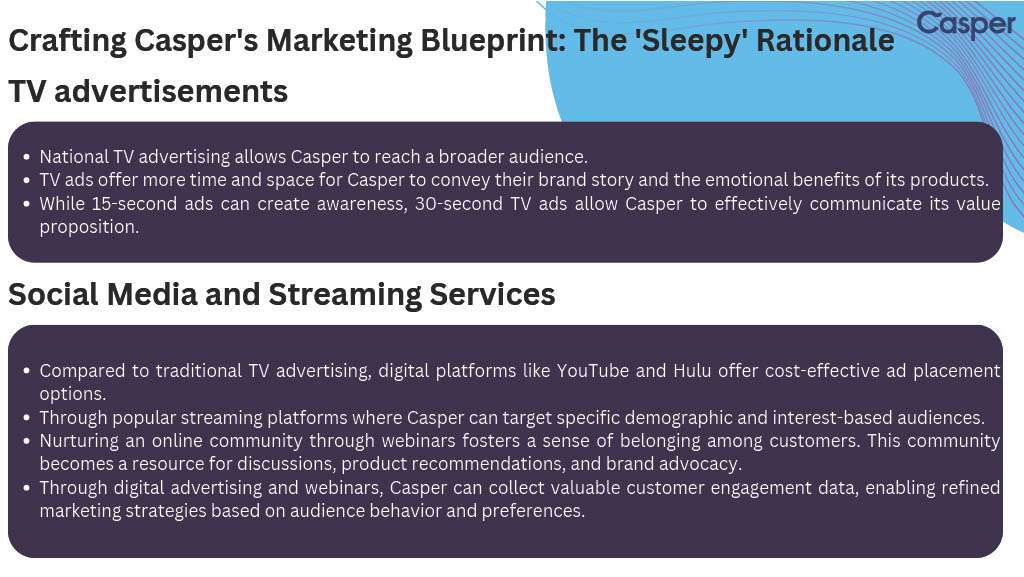 Casper
Crafting Casper's Marketing Blueprint: The 'Sleepy' Rationale
TV advertisements
• National TV advertising allows Casper to reach a broader audience.
• TV ads offer more time and space for Casper to convey their brand story and the emotional benefits of its products.
• While 15-second ads can create awareness, 30-second TV ads allow Casper to effectively communicate its value
proposition.
Social Media and Streaming Services
• Compared to traditional TV advertising, digital platforms like YouTube and Hulu offer cost-effective ad placement
options.
• Through popular streaming platforms where Casper can target specific demographic and interest-based audiences.
• Nurturing an online community through webinars fosters a sense of belonging among customers. This community
becomes a resource for discussions, product recommendations, and brand advocacy.
• Through digital advertising and webinars, Casper can collect valuable customer engagement data, enabling refined
marketing strategies based on audience behavior and preferences.